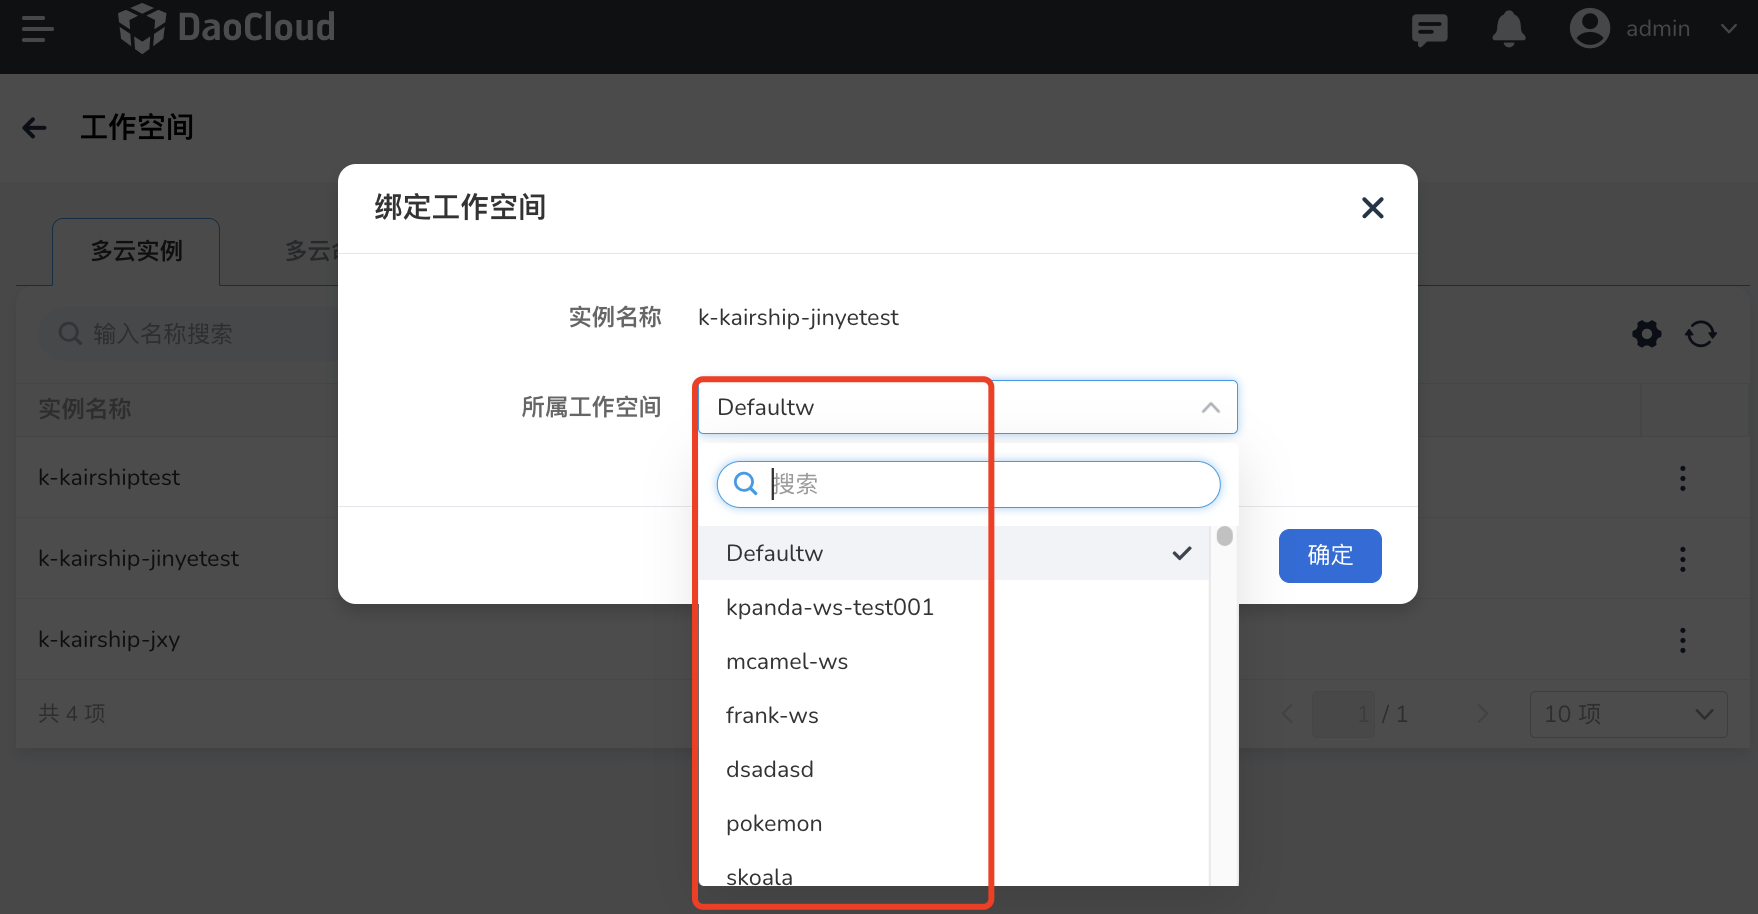 DaoCloud
admin
工作空间
绑定工作空间
多云实例
多云
实例名称 k-kairship-jinyetest
输入名称搜索
所属工作空间 Defaultw
实例名称
搜索
k-kairshiptest
Defaultw
确定
k-kairship-jinyetest
kpanda-ws-test001
k-kairship-jxy
mcamel-ws
frank-ws
共 4 项
1 / 1
10 项
dsadasd
pokemon
skoala